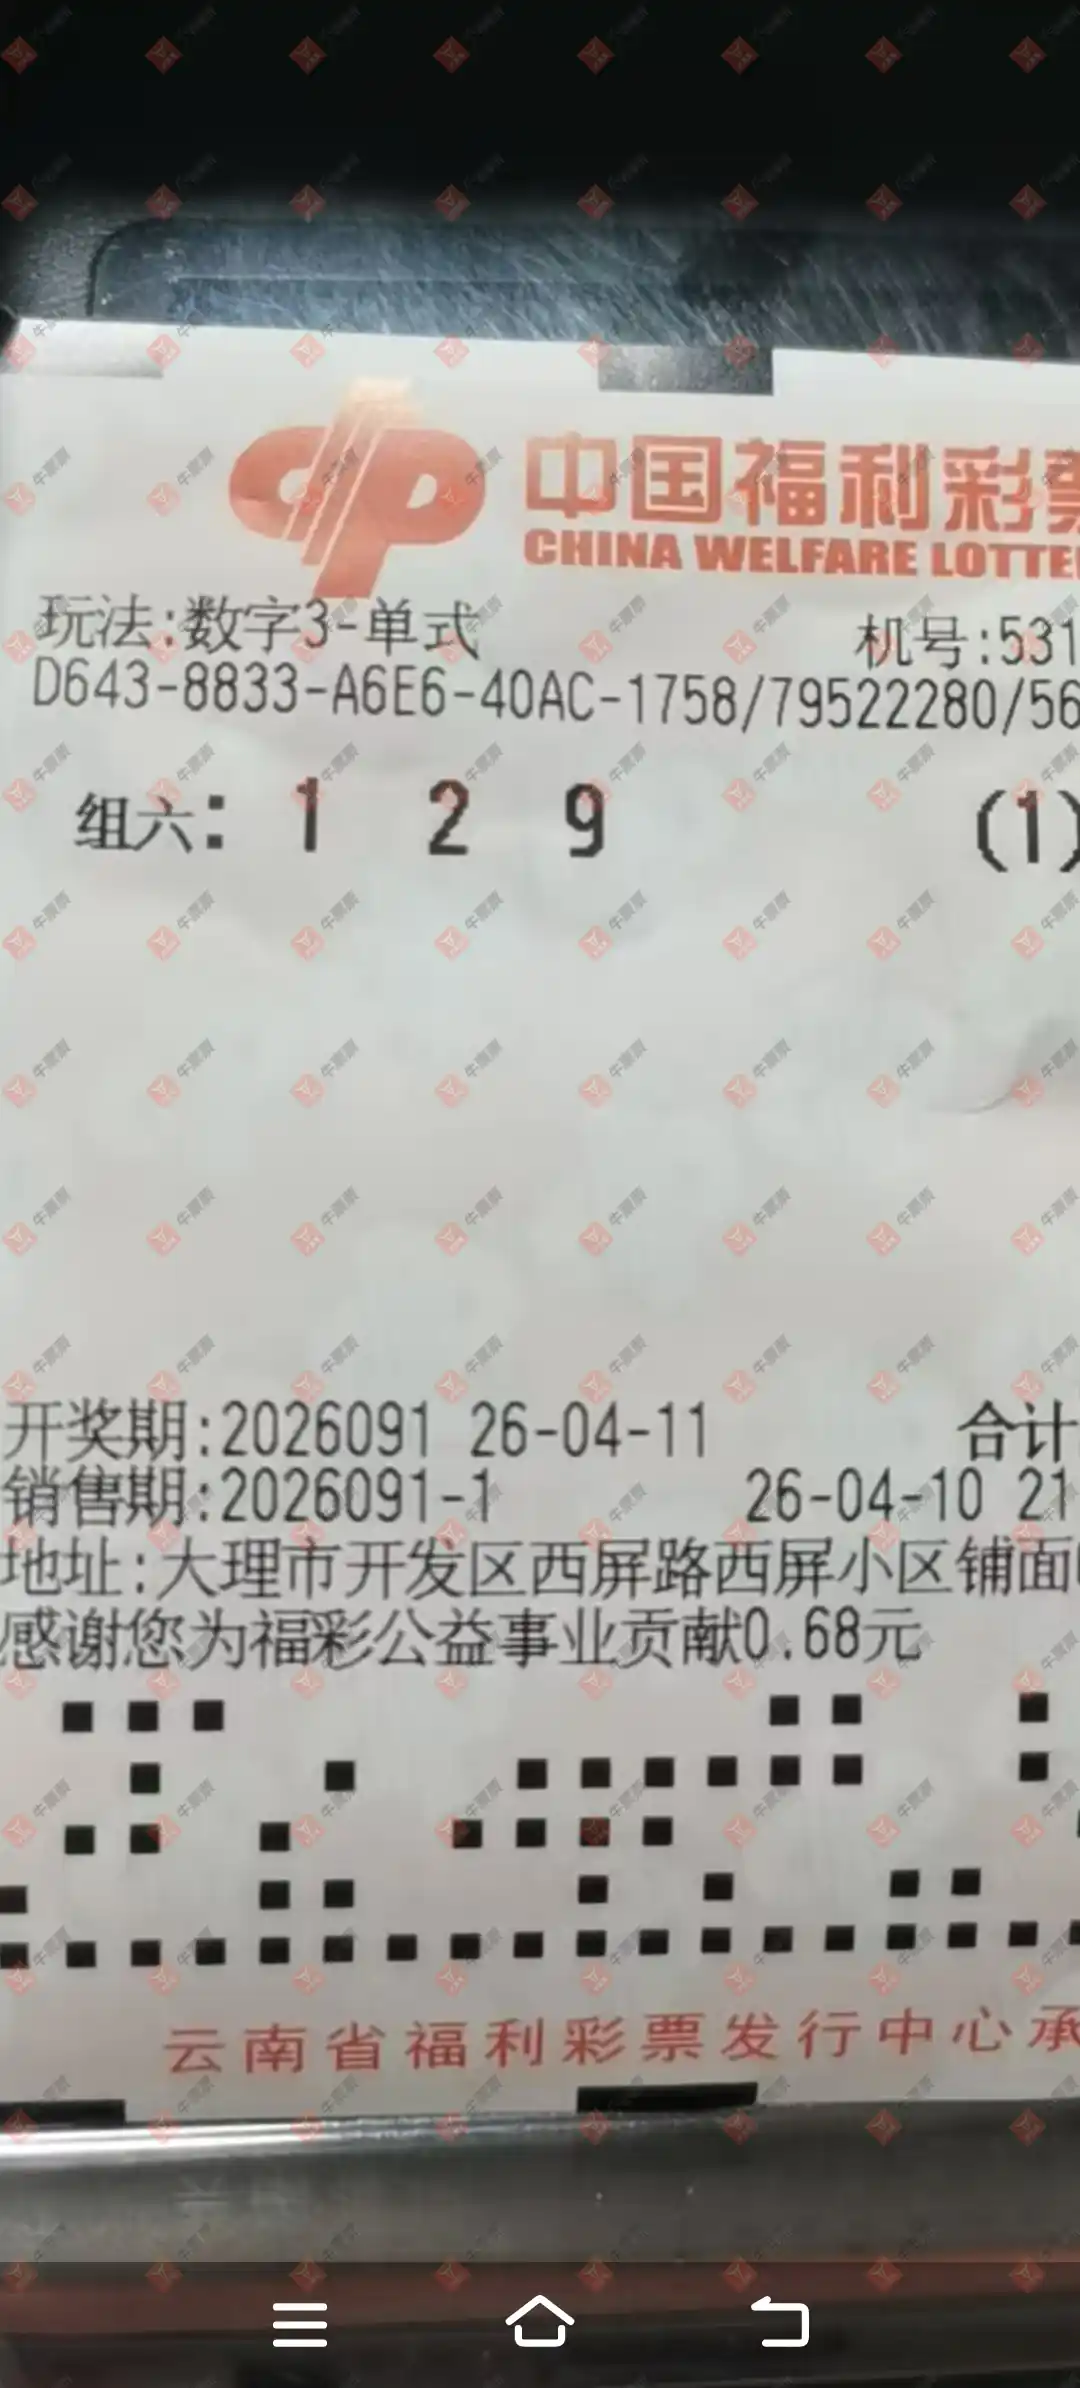 中国福利彩票
CHINA WELFARE LOTTE
玩法:数字3-单式 机号:531
D643-8833-A6E6-40AC-1758/79522280/56
组六: 1 2 9 (1)
开奖期:2026091 26-04-11 合计
销售期:2026091-1 26-04-10 21
地址:大理市开发区西屏路西屏小区铺面
感谢您为福彩公益事业贡献0.68元
云南省福利彩票发行中心承
牛票票